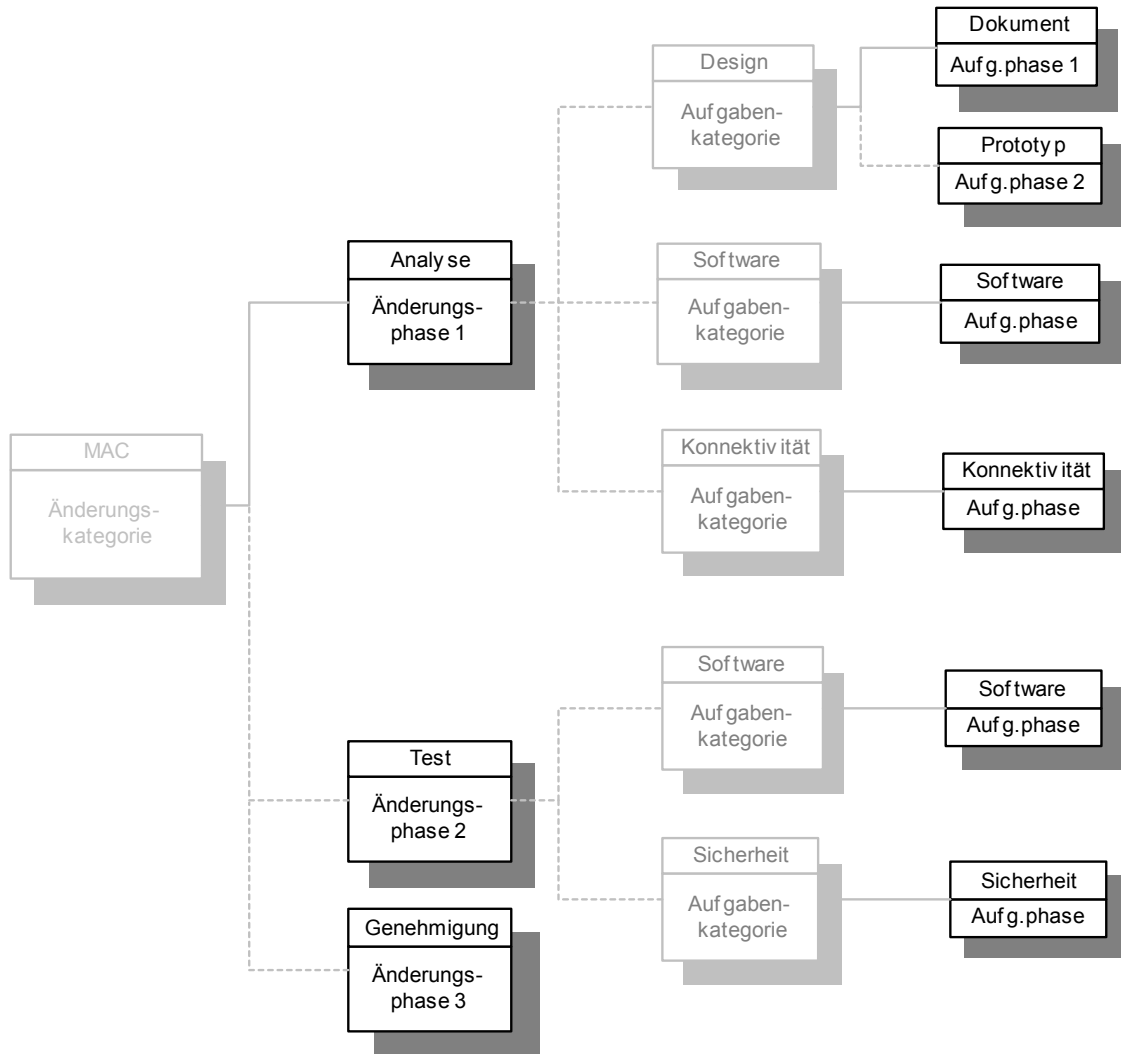 Dokument
Aufg.phase 1
Design
Aufgaben-
kategorie
Prototyp
Aufg.phase 2
Analyse
Änderungs-
phase 1
Software
Aufgaben-
kategorie
Software
Aufg.phase
MAC
Änderungs-
kategorie
Konnektivität
Aufgaben-
kategorie
Konnektivität
Aufg.phase
Test
Änderungs-
phase 2
Software
Aufgaben-
kategorie
Software
Aufg.phase
Sicherheit
Aufgaben-
kategorie
Sicherheit
Aufg.phase
Genehmigung
Änderungs-
phase 3